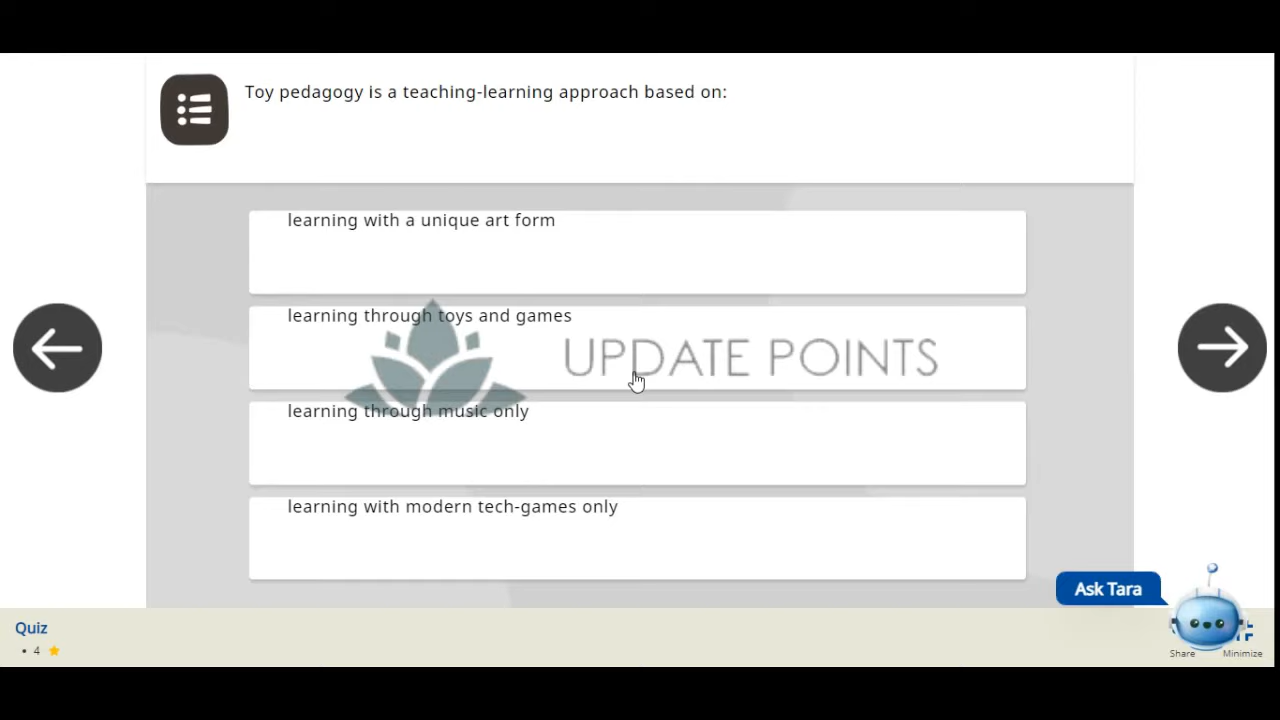 Toy pedagogy is a teaching-learning approach based on:
learning with a unique art form
learning through toys and games
UPDATE POINTS
learning through music only
learning with modern tech-games only
Ask Tara
Quiz
• 4
Share
Minimize